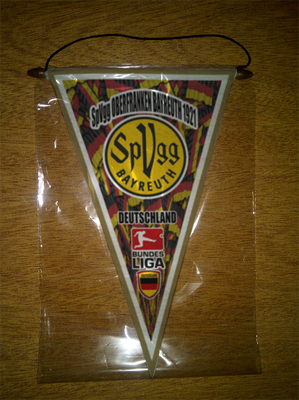 SpVgg OBERFRANKEN BAYREUTH 1921
SpVgg
BAYREUTH
DEUTSCHLAND
BUNDES
LIGA